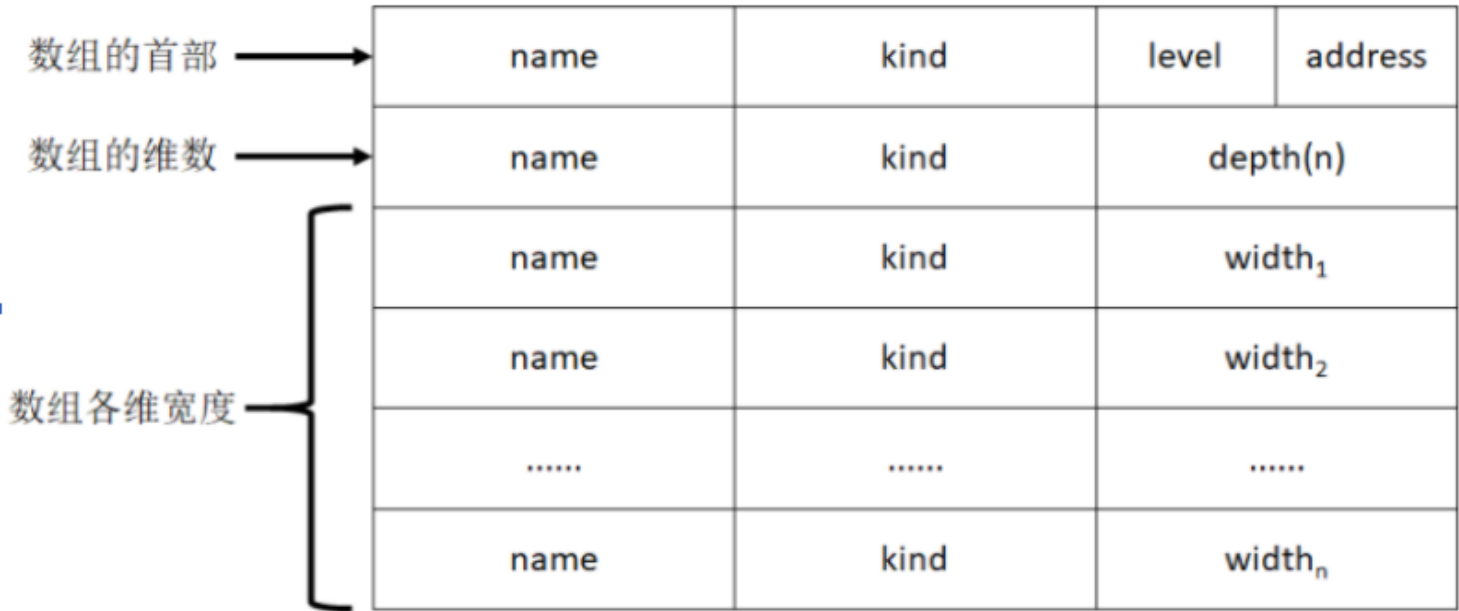 数组的首部 name kind level address
数组的维数 name kind depth(n)
name kind width₁
name kind width₂
数组各维宽度
...... ...... ......
name kind widthₙ